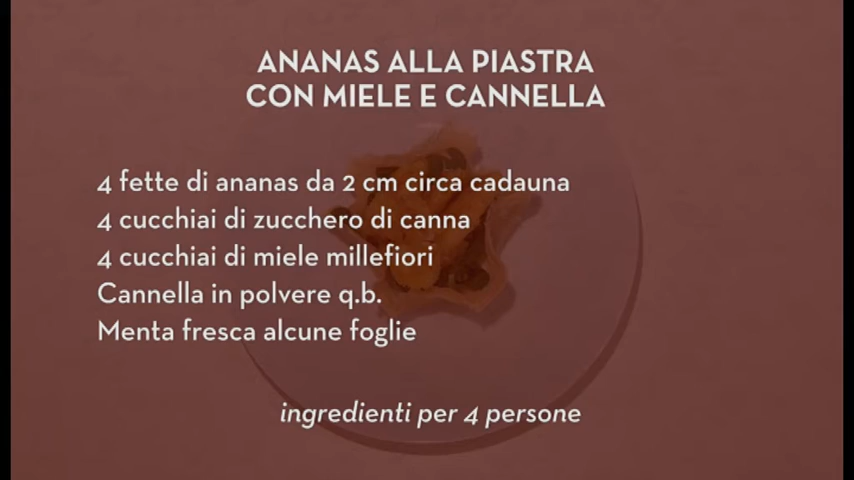 ANANAS ALLA PIASTRA
CON MIELE E CANNELLA
4 fette di ananas da 2 cm circa cadauna
4 cucchiai di zucchero di canna
4 cucchiai di miele millefiori
Cannella in polvere q.b.
Menta fresca alcune foglie
ingredienti per 4 persone